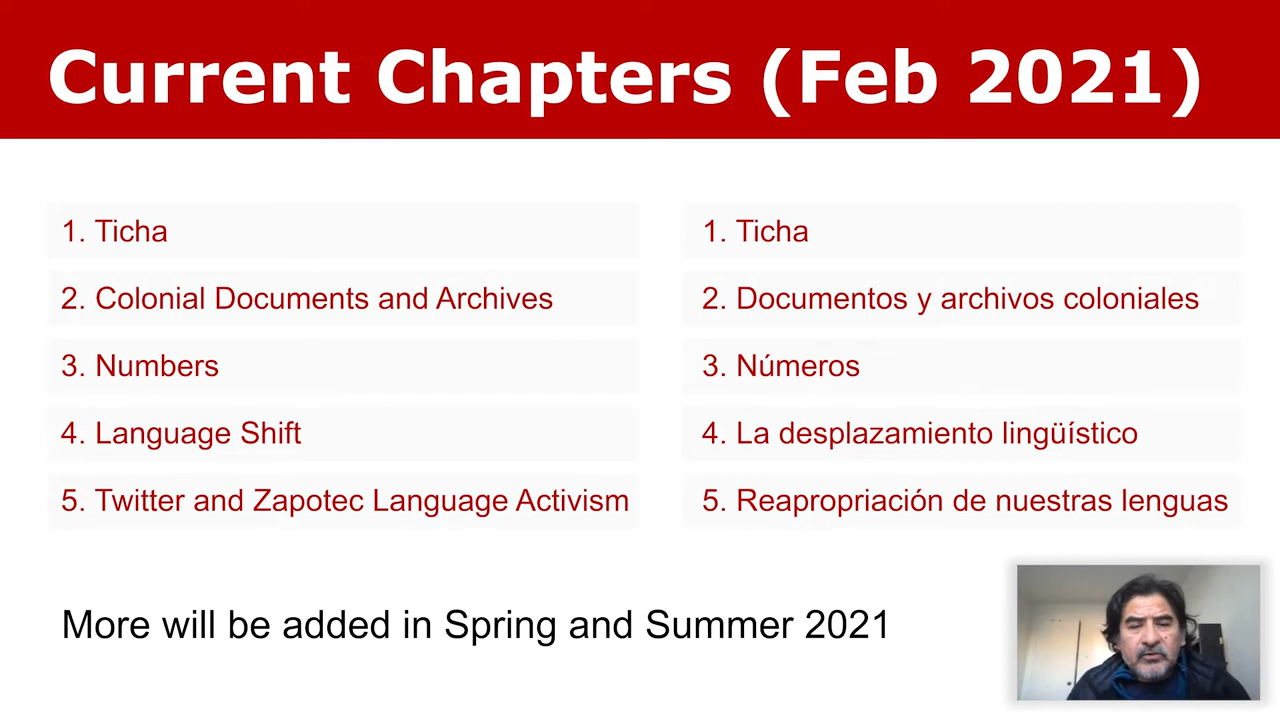 Current Chapters (Feb 2021)
1. Ticha
2. Colonial Documents and Archives
3. Numbers
4. Language Shift
5. Twitter and Zapotec Language Activism
1. Ticha
2. Documentos y archivos coloniales
3. Números
4. La desplazamiento lingüístico
5. Reapropriación de nuestras lenguas
More will be added in Spring and Summer 2021